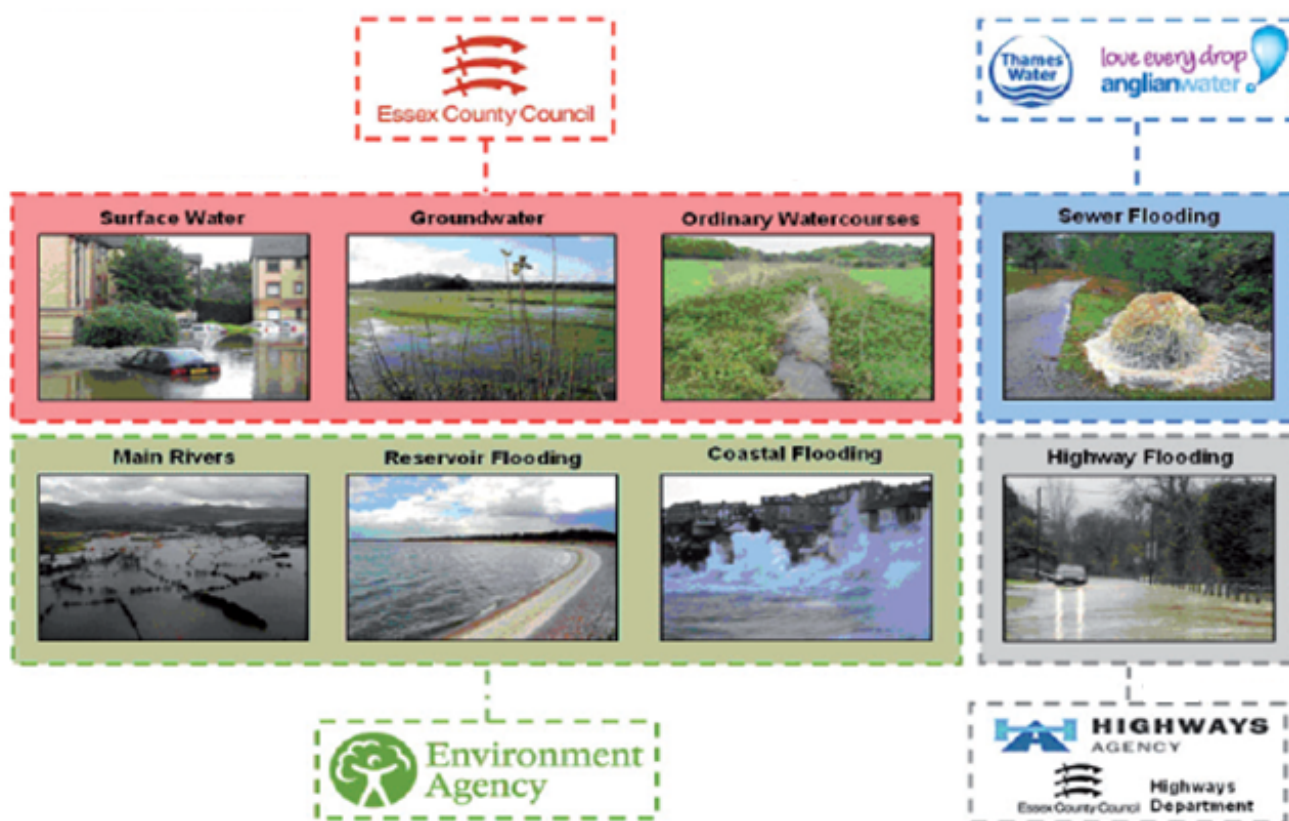 Essex County Council
Thames
Water
love every drop
anglianwater
Surface Water
Groundwater
Ordinary Watercourses
Sewer Flooding
Main Rivers
Reservoir Flooding
Coastal Flooding
Highway Flooding
Environment
Agency
HIGHWAYS
AGENCY
Essex County Council
Highways
Department